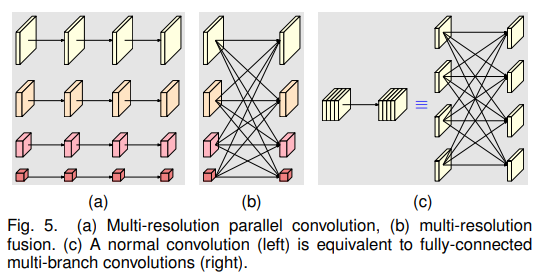 (a)
(b)
≡
(c)
Fig. 5. (a) Multi-resolution parallel convolution, (b) multi-resolution
fusion. (c) A normal convolution (left) is equivalent to fully-connected
multi-branch convolutions (right).